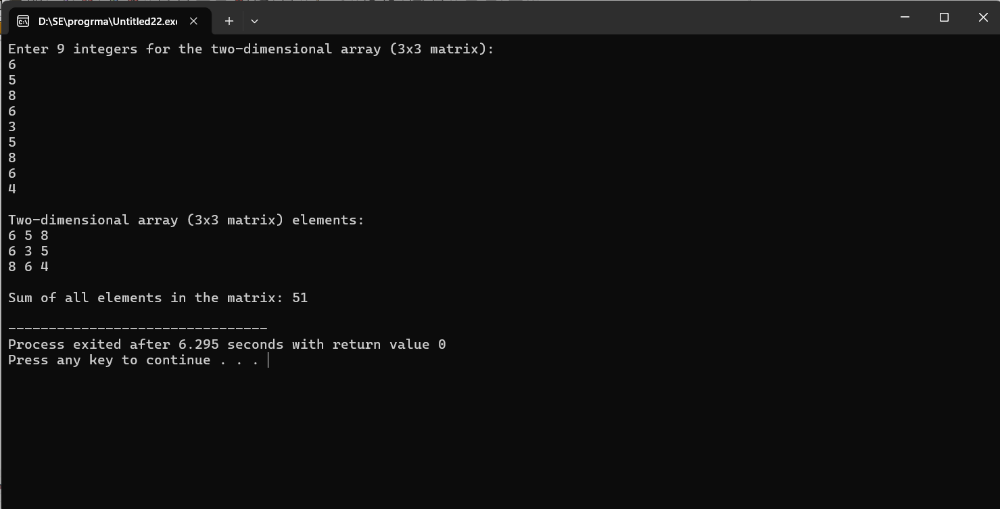 D:\SE\progrma\Untitled22.exe
Enter 9 integers for the two-dimensional array (3x3 matrix):
6
5
8
6
3
5
8
6
4
Two-dimensional array (3x3 matrix) elements:
6 5 8
6 3 5
8 6 4
Sum of all elements in the matrix: 51
--------------------------------
Process exited after 6.295 seconds with return value 0
Press any key to continue . . .